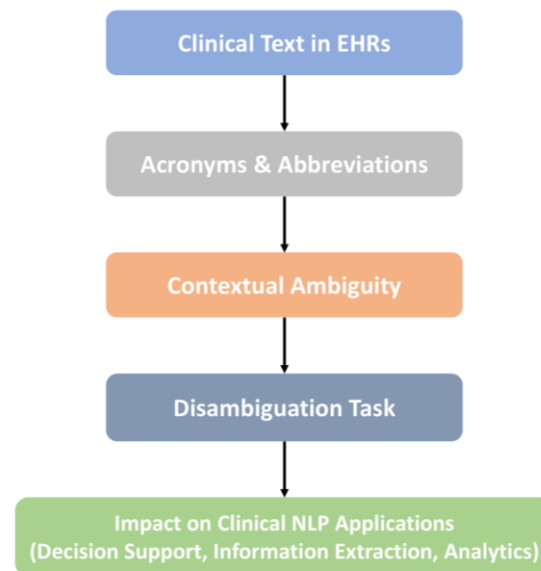 Clinical Text in EHRs
Acronyms & Abbreviations
Contextual Ambiguity
Disambiguation Task
Impact on Clinical NLP Applications
(Decision Support, Information Extraction, Analytics)